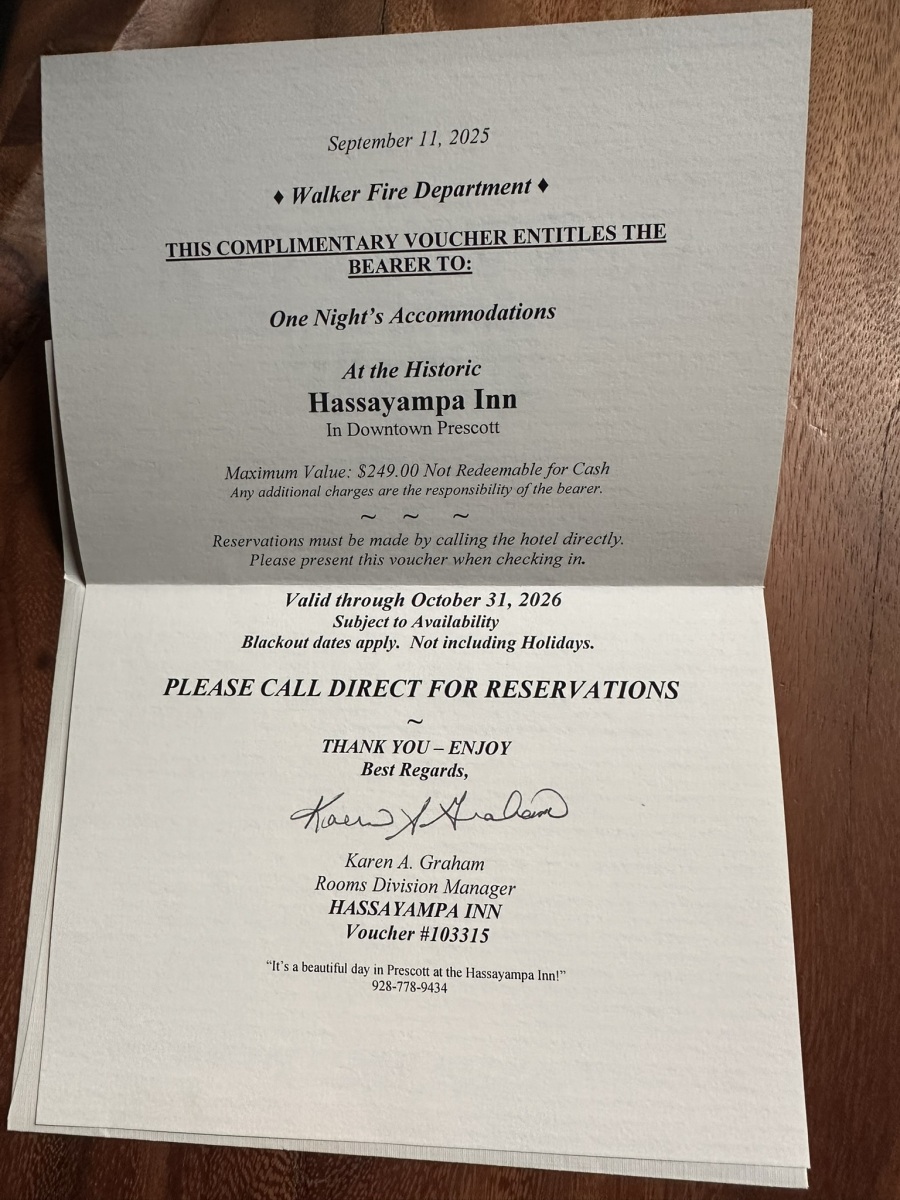 September 11, 2025
♦ Walker Fire Department ♦
THIS COMPLIMENTARY VOUCHER ENTITLES THE
BEARER TO:
One Night's Accommodations
At the Historic
Hassayampa Inn
In Downtown Prescott
Maximum Value: $249.00 Not Redeemable for Cash
Any additional charges are the responsibility of the bearer.
~ ~ ~
Reservations must be made by calling the hotel directly.
Please present this voucher when checking in.
Valid through October 31, 2026
Subject to Availability
Blackout dates apply. Not including Holidays.
PLEASE CALL DIRECT FOR RESERVATIONS
~
THANK YOU – ENJOY
Best Regards,
Karen A Graham
Karen A. Graham
Rooms Division Manager
HASSAYAMPA INN
Voucher #103315
"It's a beautiful day in Prescott at the Hassayampa Inn!"
928-778-9434